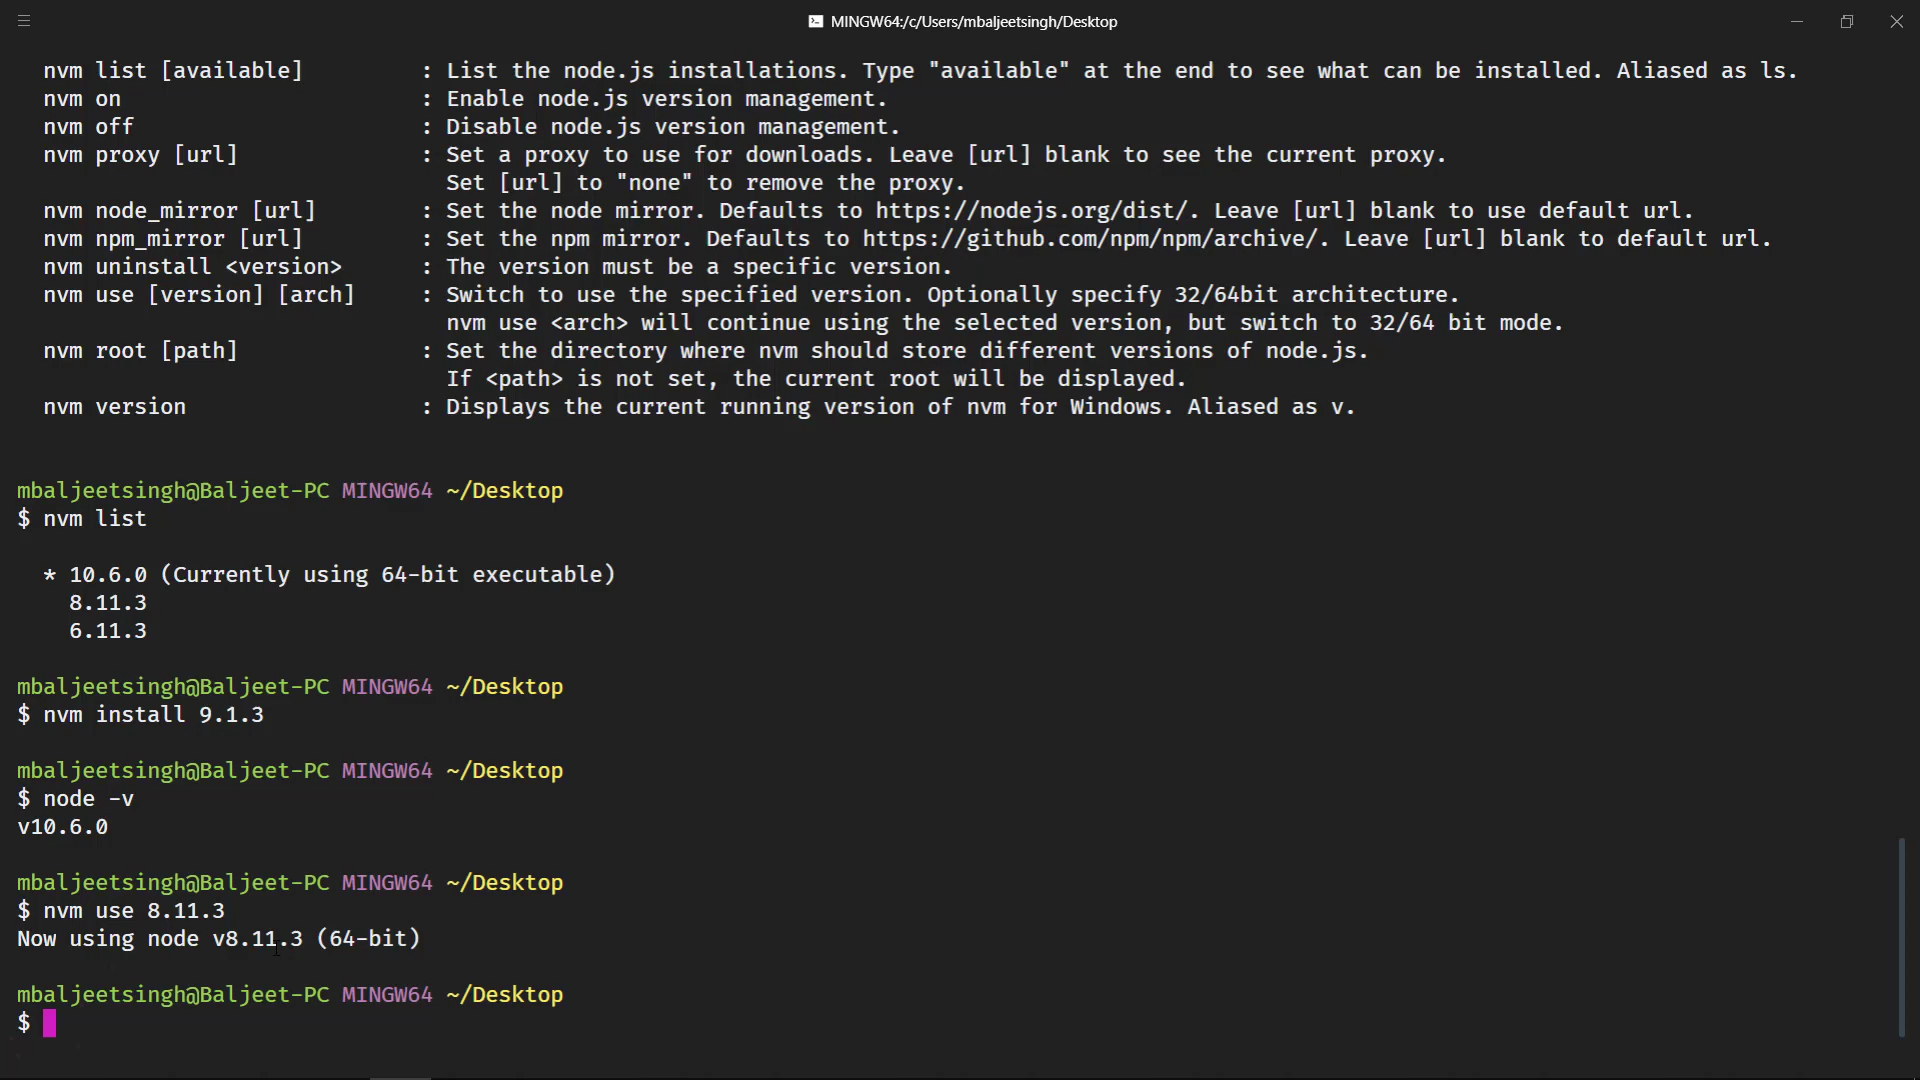 MINGW64:/c/Users/mbaljeetsingh/Desktop
nvm list [available] : List the node.js installations. Type "available" at the end to see what can be installed. Aliased as ls.
nvm on : Enable node.js version management.
nvm off : Disable node.js version management.
nvm proxy [url] : Set a proxy to use for downloads. Leave [url] blank to see the current proxy.
Set [url] to "none" to remove the proxy.
nvm node_mirror [url] : Set the node mirror. Defaults to https://nodejs.org/dist/. Leave [url] blank to use default url.
nvm npm_mirror [url] : Set the npm mirror. Defaults to https://github.com/npm/npm/archive/. Leave [url] blank to default url.
nvm uninstall <version> : The version must be a specific version.
nvm use [version] [arch] : Switch to use the specified version. Optionally specify 32/64bit architecture.
nvm use <arch> will continue using the selected version, but switch to 32/64 bit mode.
nvm root [path] : Set the directory where nvm should store different versions of node.js.
If <path> is not set, the current root will be displayed.
nvm version : Displays the current running version of nvm for Windows. Aliased as v.
mbaljeetsingh@Baljeet-PC MINGW64 ~/Desktop
$ nvm list
* 10.6.0 (Currently using 64-bit executable)
8.11.3
6.11.3
mbaljeetsingh@Baljeet-PC MINGW64 ~/Desktop
$ nvm install 9.1.3
mbaljeetsingh@Baljeet-PC MINGW64 ~/Desktop
$ node -v
v10.6.0
mbaljeetsingh@Baljeet-PC MINGW64 ~/Desktop
$ nvm use 8.11.3
Now using node v8.11.3 (64-bit)
mbaljeetsingh@Baljeet-PC MINGW64 ~/Desktop
$